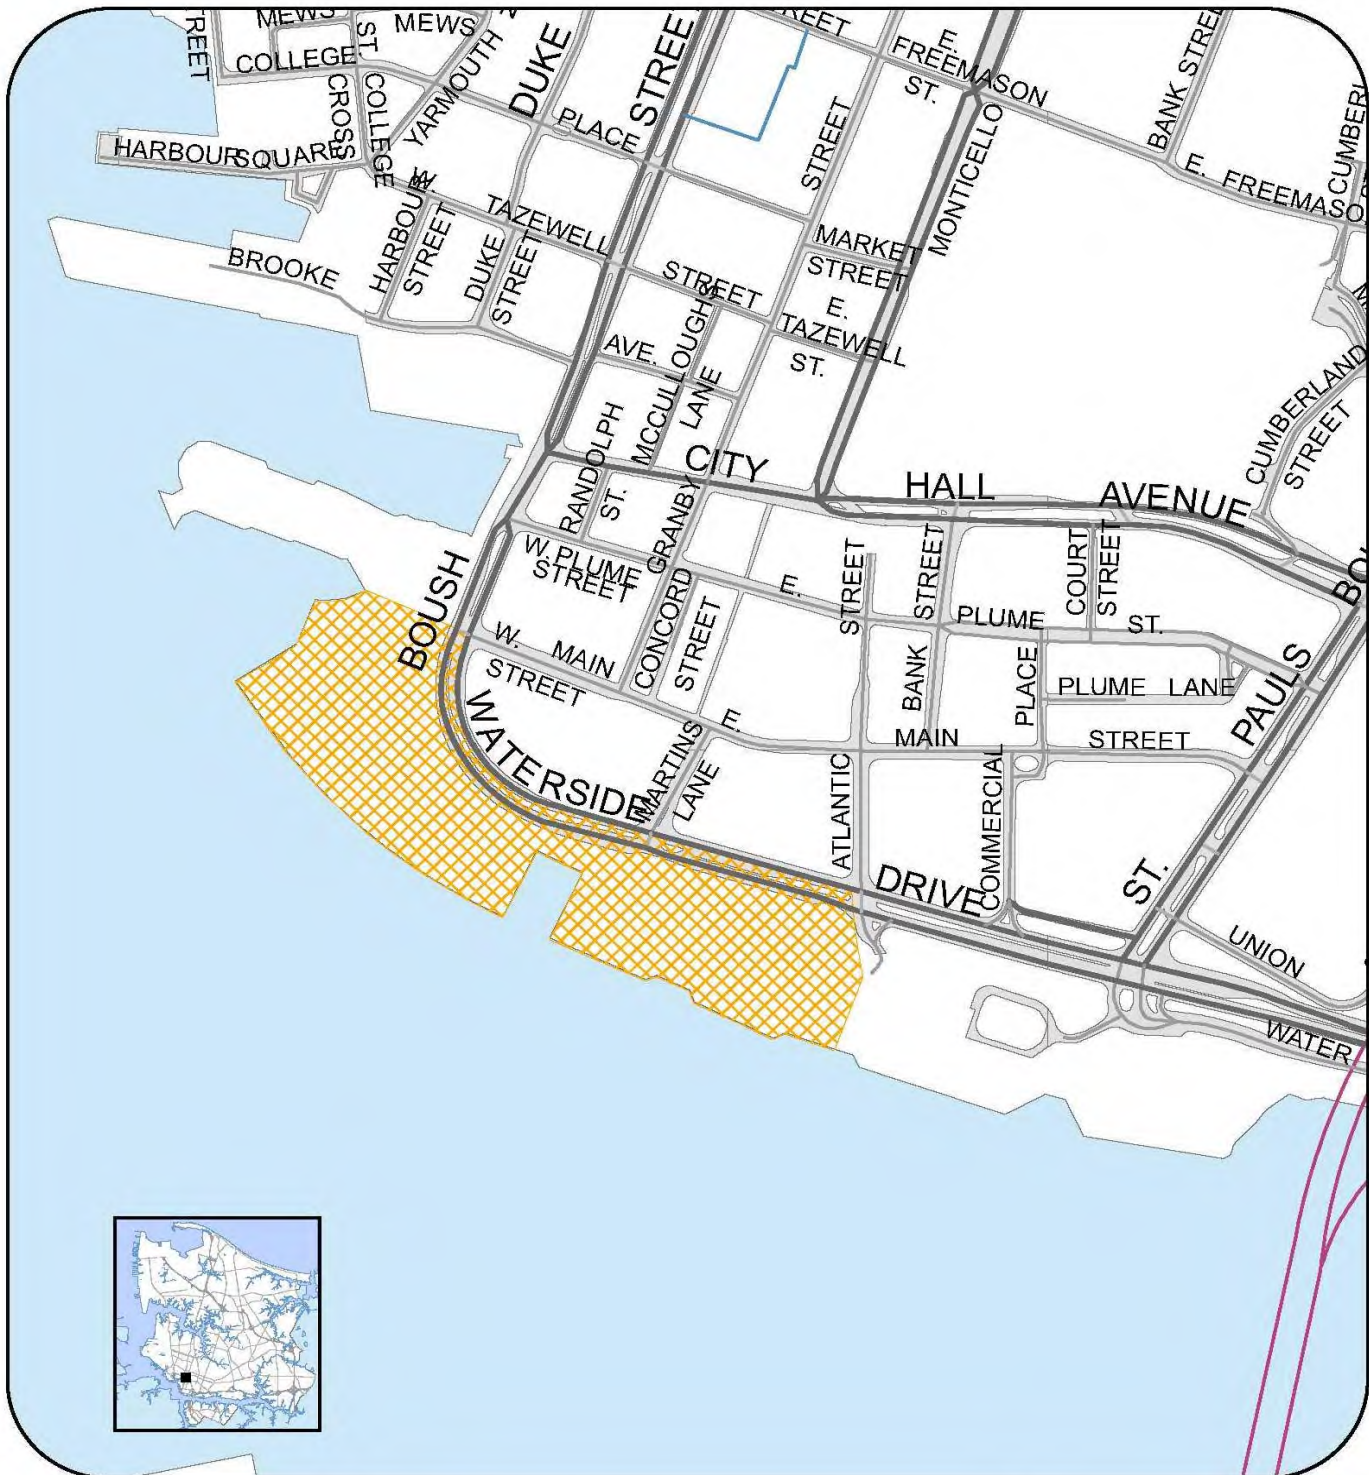 MEWS
ST.
MEWS
COLLEGE
CROSS
COLLEGE
YARMOUTH
DUKE
STREET
PLACE
STREET
E.
FREEMASON
ST.
MONTICELLO
BANK
E.
FREEMASO
HARBOUR SQUARE
W.
TAZEWELL
STREET
BROOKE
HARBOUR
STREET
DUKE
STREET
AVE.
MCCULLOUGH'S
LANE
MARKET
STREET
E.
TAZEWELL
ST.
CUMBERLAND
STREET
RANDOLPH
ST.
CITY
HALL
AVENUE
GRANBY
W. PLUME
STREET
E.
PLUME
ST.
STREET
STREET
COURT
STREET
BOUSH
W.
MAIN
STREET
CONCORD
STREET
BANK
PLACE
PLUME LANE
ST.
PAULS
E.
MAIN
STREET
WATERSIDE
MARTINS
LANE
ATLANTIC
COMMERCIAL
DRIVE
UNION
WATER